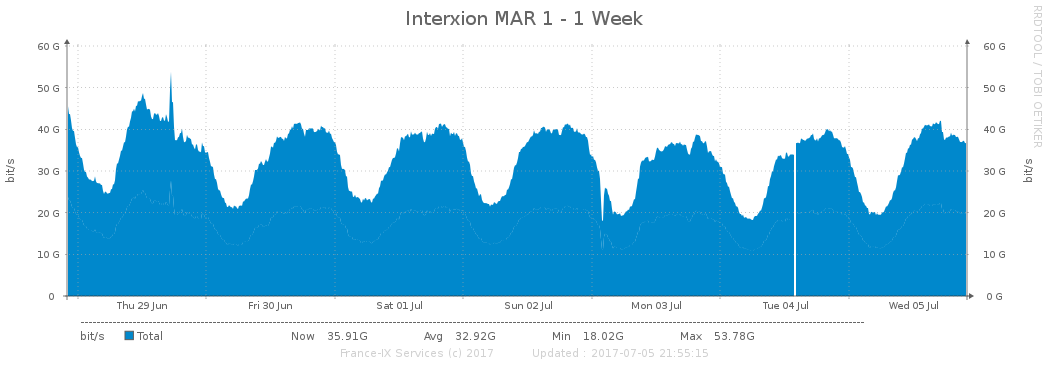 Interxion MAR 1 - 1 Week
RRDTOOL / TOBI OETIKER
bit/s
60 G 60 G
50 G 50 G
40 G 40 G
30 G 30 G
20 G 20 G
10 G 10 G
0 0 G
bit/s
Thu 29 Jun Fri 30 Jun Sat 01 Jul Sun 02 Jul Mon 03 Jul Tue 04 Jul Wed 05 Jul
bit/s Total Now 35.91G Avg 32.92G Min 18.02G Max 53.78G
France-IX Services (c) 2017 Updated : 2017-07-05 21:55:15